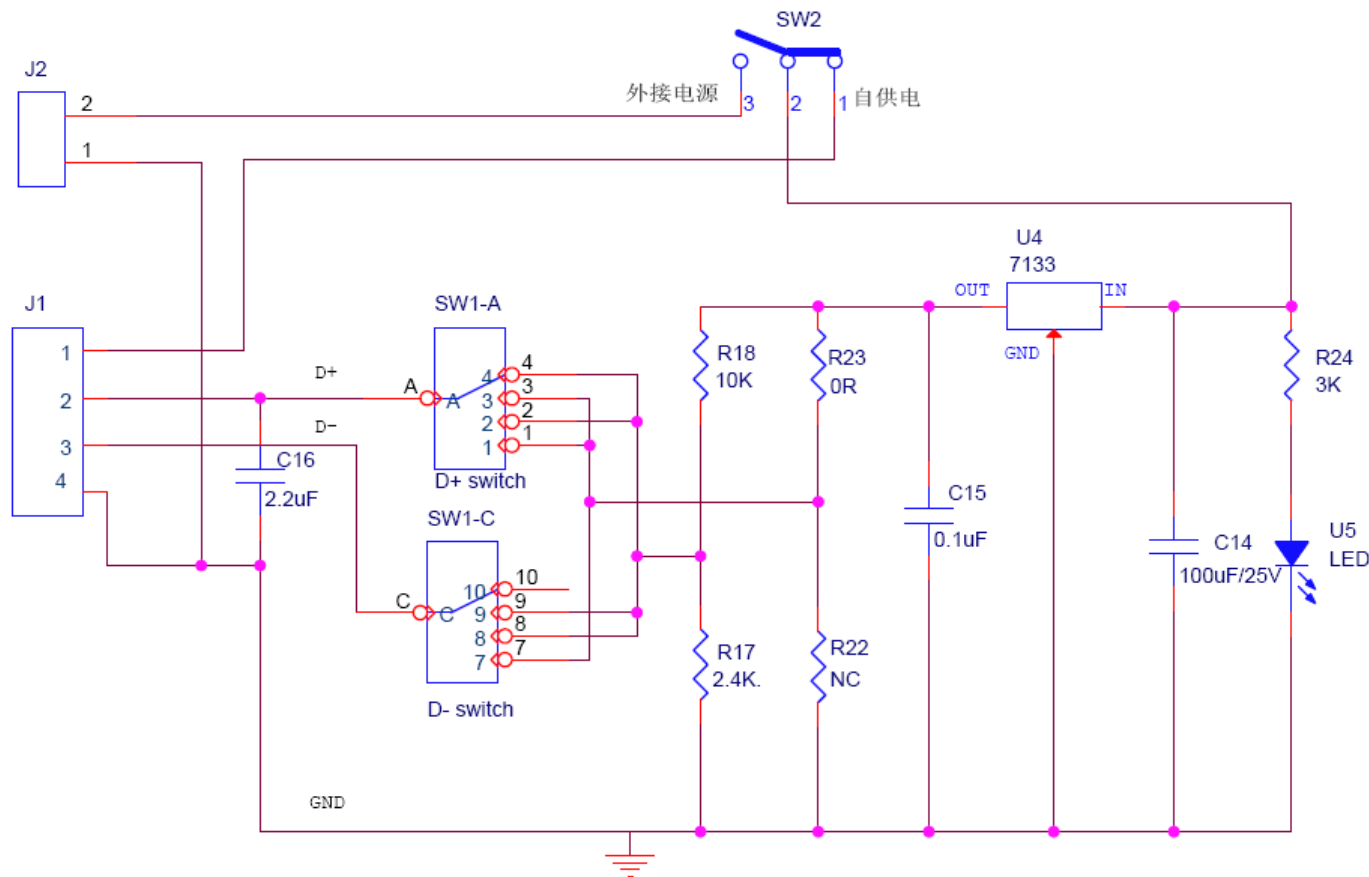 SW2
J2
2
1
外接电源
3
2
1
自供电
U4
7133
OUT
IN
GND
J1
1
2
3
4
D+
D-
C16
2.2uF
SW1-A
A
A
4
4
3
3
2
2
1
1
D+ switch
SW1-C
C
C
10
10
9
9
8
8
7
7
D- switch
R18
10K
R23
0R
R24
3K
C15
0.1uF
C14
100uF/25V
U5
LED
R17
2.4K.
R22
NC
GND